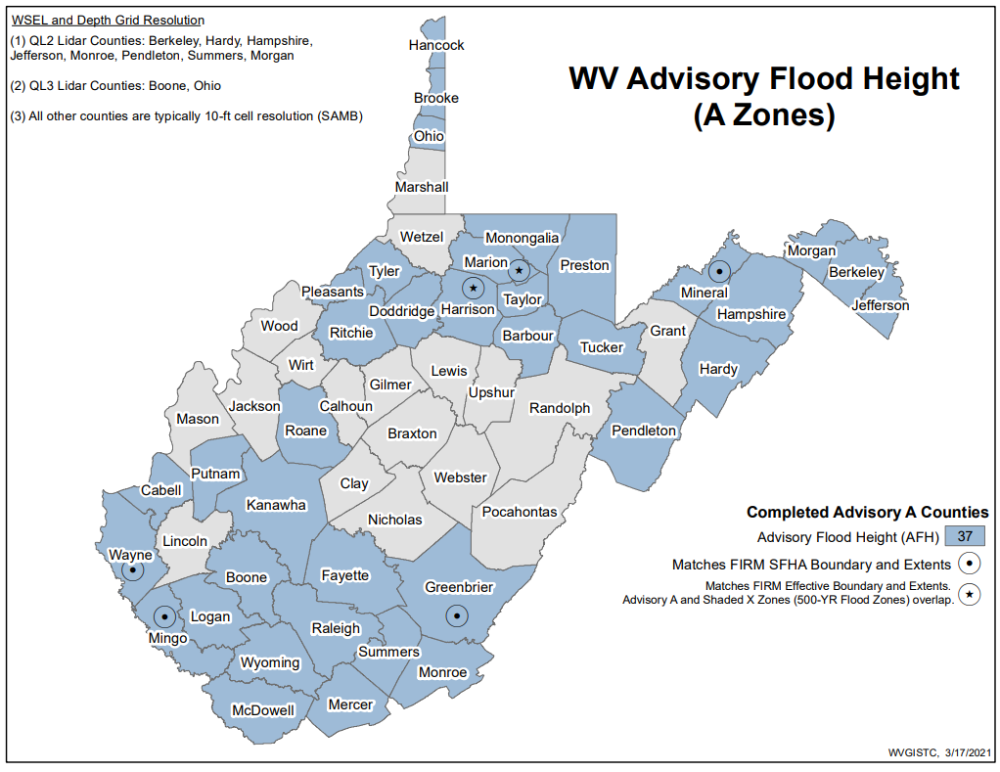 WSEL and Depth Grid Resolution
(1) QL2 Lidar Counties: Berkeley, Hardy, Hampshire,
Jefferson, Monroe, Pendleton, Summers, Morgan
(2) QL3 Lidar Counties: Boone, Ohio
(3) All other counties are typically 10-ft cell resolution (SAMB)
WV Advisory Flood Height
(A Zones)
Hancock
Brooke
Ohio
Marshall
Wetzel
Monongalia
Marion
Preston
Tyler
Pleasants
Doddridge
Harrison
Taylor
Morgan
Berkeley
Jefferson
Mineral
Hampshire
Wood
Ritchie
Barbour
Tucker
Grant
Hardy
Wirt
Lewis
Gilmer
Upshur
Jackson
Calhoun
Randolph
Mason
Roane
Braxton
Pendleton
Putnam
Cabell
Clay
Webster
Kanawha
Pocahontas
Nicholas
Lincoln
Wayne
Boone
Fayette
Greenbrier
Logan
Mingo
Raleigh
Summers
Wyoming
Monroe
McDowell
Mercer
Completed Advisory A Counties
Advisory Flood Height (AFH) 37
Matches FIRM SFHA Boundary and Extents
Matches FIRM Effective Boundary and Extents.
Advisory A and Shaded X Zones (500-YR Flood Zones) overlap.
WVGISTC, 3/17/2021